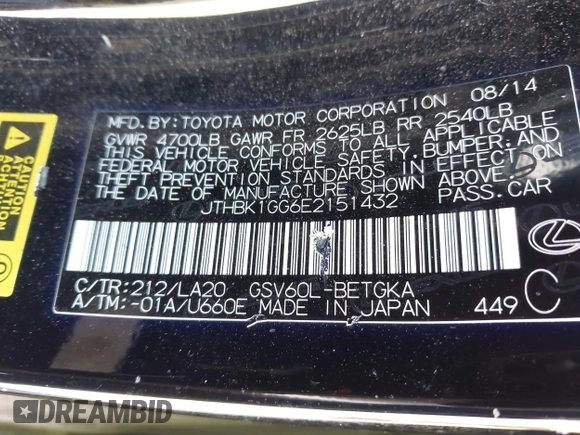 MFD. BY: TOYOTA MOTOR CORPORATION 08/14
GVWR 4700LB GAWR FR 2625LB RR 2540LB
THIS VEHICLE CONFORMS TO ALL APPLICABLE
FEDERAL MOTOR VEHICLE SAFETY, BUMPER, AND
THEFT PREVENTION STANDARDS IN EFFECT ON
THE DATE OF MANUFACTURE SHOWN ABOVE.
JTHBK1GG6E2151432 PASS. CAR
C/TR:212/LA20 GSV60L-BETGKA
A/TM:-01A/U660E MADE IN JAPAN 449 C
DREAMBID